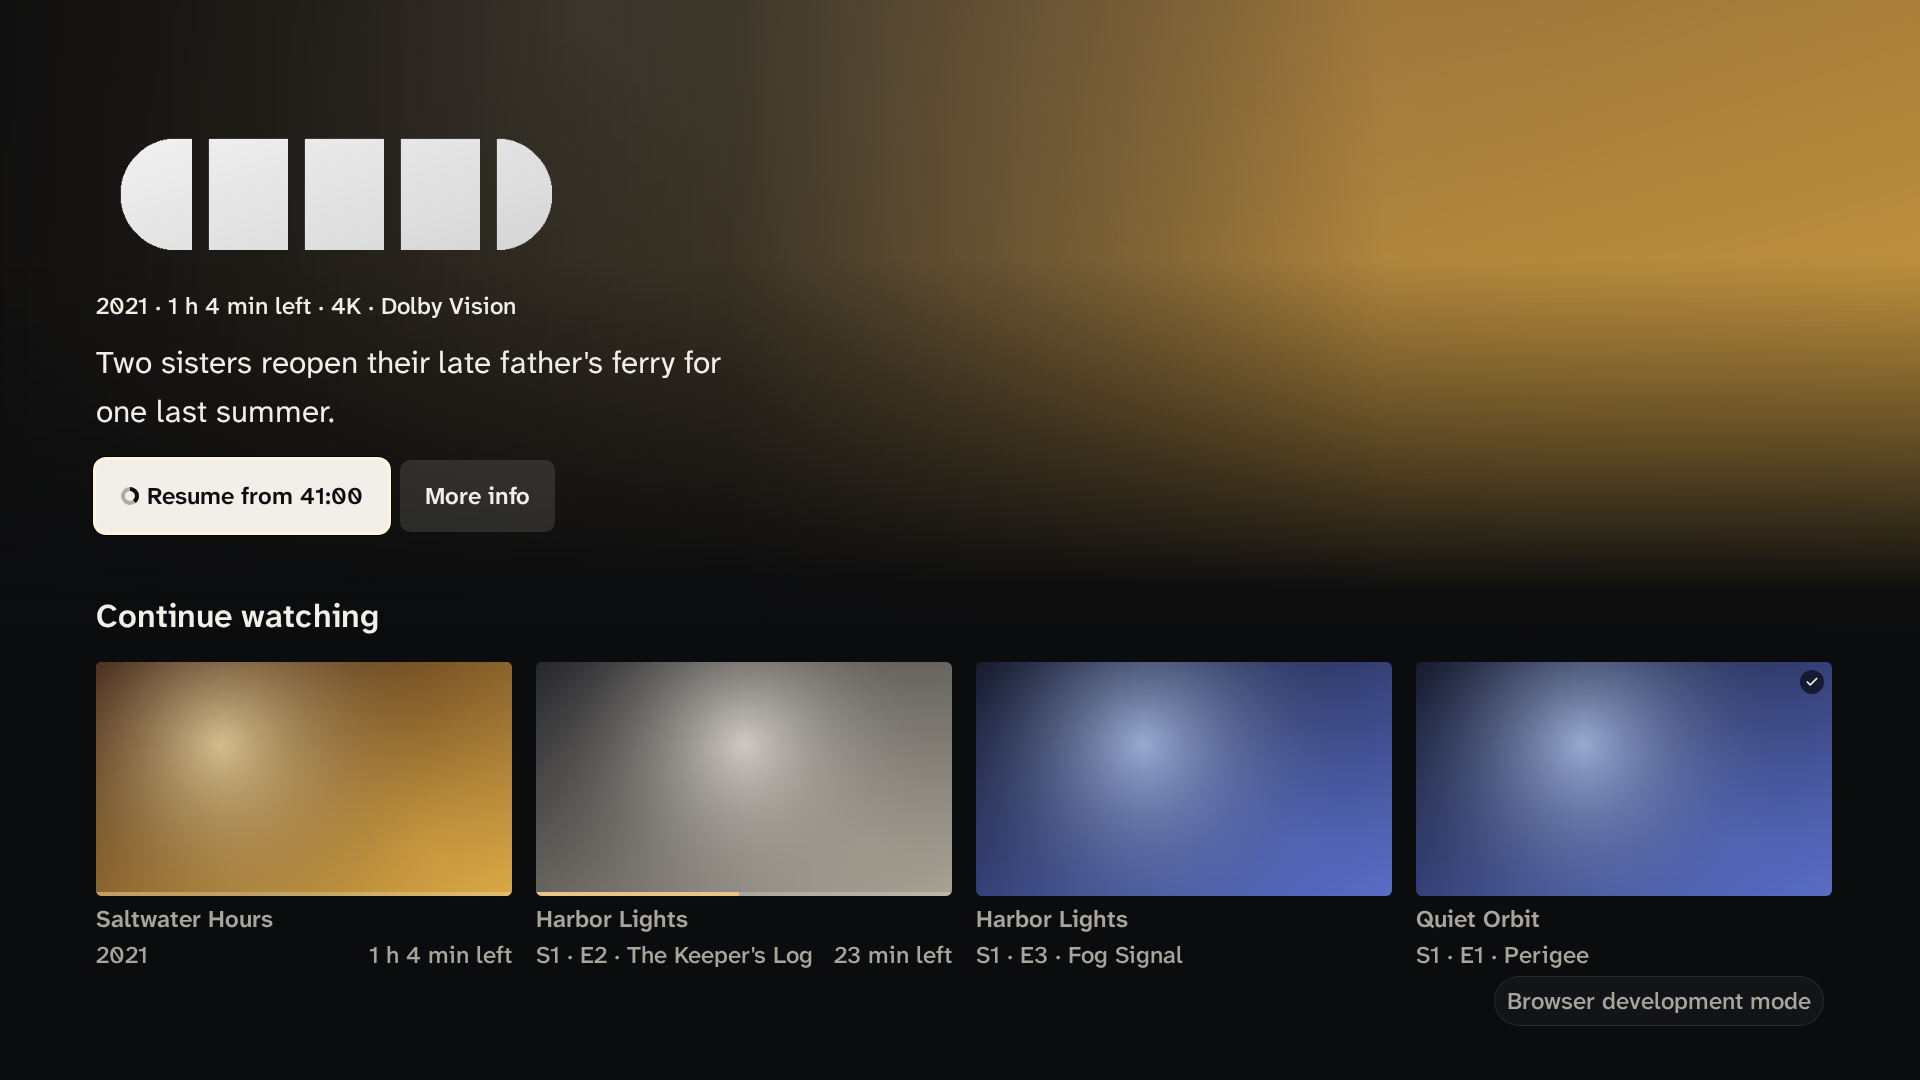 2021 · 1 h 4 min left · 4K · Dolby Vision
Two sisters reopen their late father's ferry for
one last summer.
Resume from 41:00
More info
Continue watching
Saltwater Hours
2021
1 h 4 min left
Harbor Lights
S1 · E2 · The Keeper's Log
23 min left
Harbor Lights
S1 · E3 · Fog Signal
Quiet Orbit
S1 · E1 · Perigee
Browser development mode